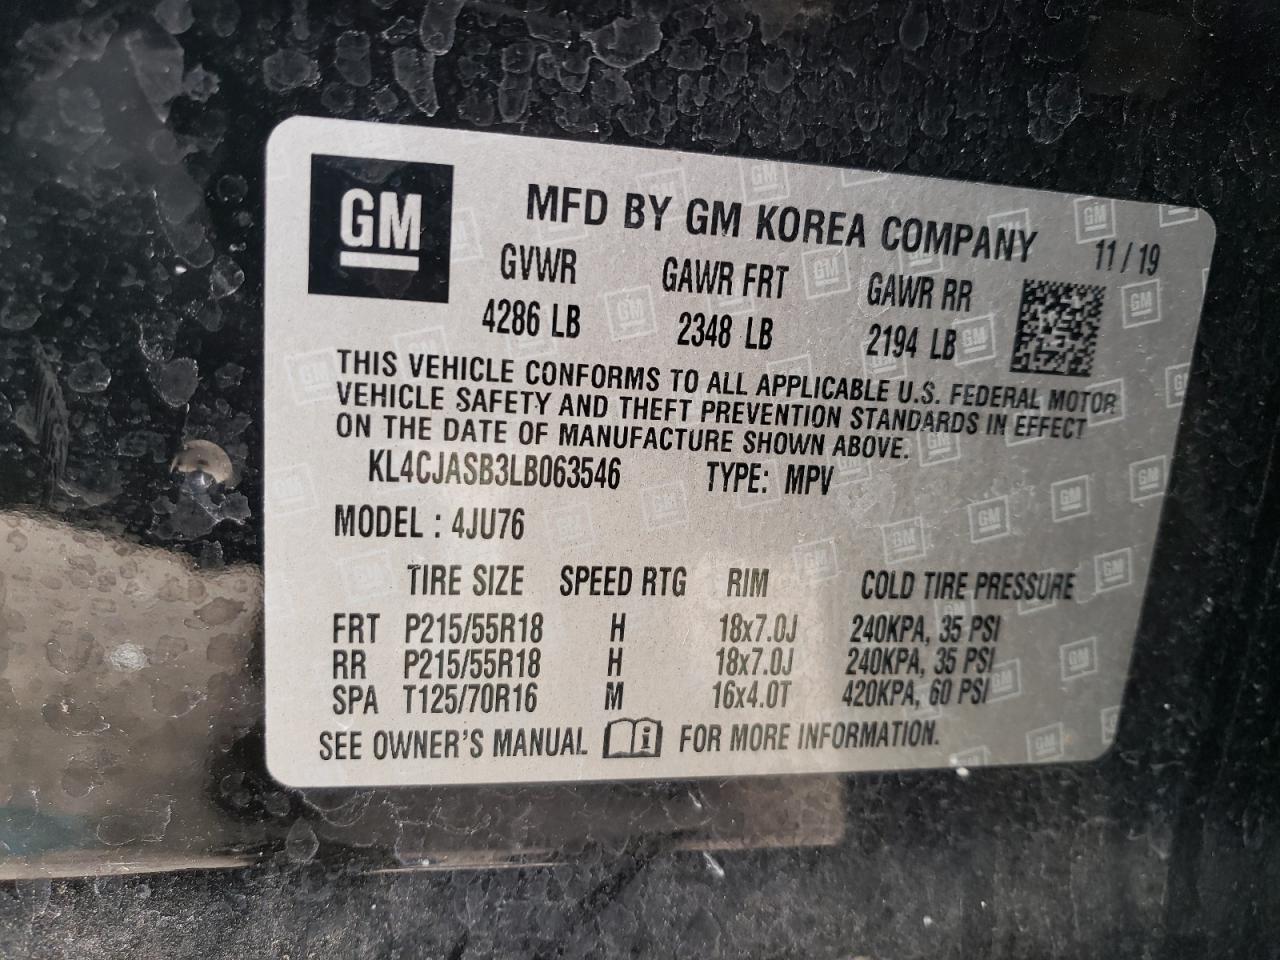 GM
MFD BY GM KOREA COMPANY 11/19
GVWR GAWR FRT GAWR RR
4286 LB 2348 LB 2194 LB
THIS VEHICLE CONFORMS TO ALL APPLICABLE U.S. FEDERAL MOTOR
VEHICLE SAFETY AND THEFT PREVENTION STANDARDS IN EFFECT
ON THE DATE OF MANUFACTURE SHOWN ABOVE.
KL4CJASB3LB063546 TYPE: MPV
MODEL : 4JU76
TIRE SIZE SPEED RTG RIM COLD TIRE PRESSURE
FRT P215/55R18 H 18x7.0J 240KPA, 35 PSI
RR P215/55R18 H 18x7.0J 240KPA, 35 PSI
SPA T125/70R16 M 16x4.0T 420KPA, 60 PSI
SEE OWNER'S MANUAL i FOR MORE INFORMATION.